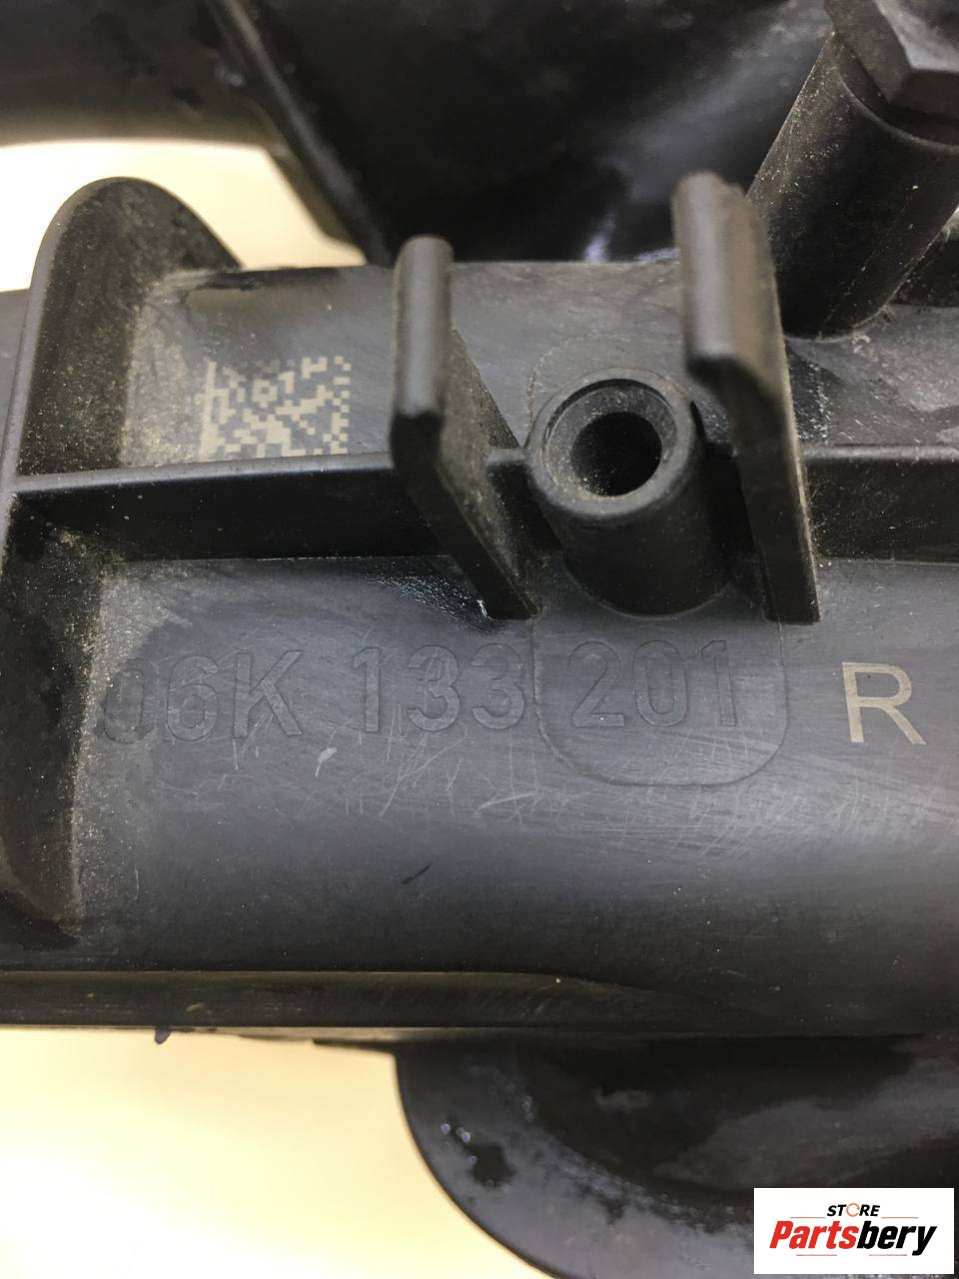 06K 133 201 R
STORE
Partsbery